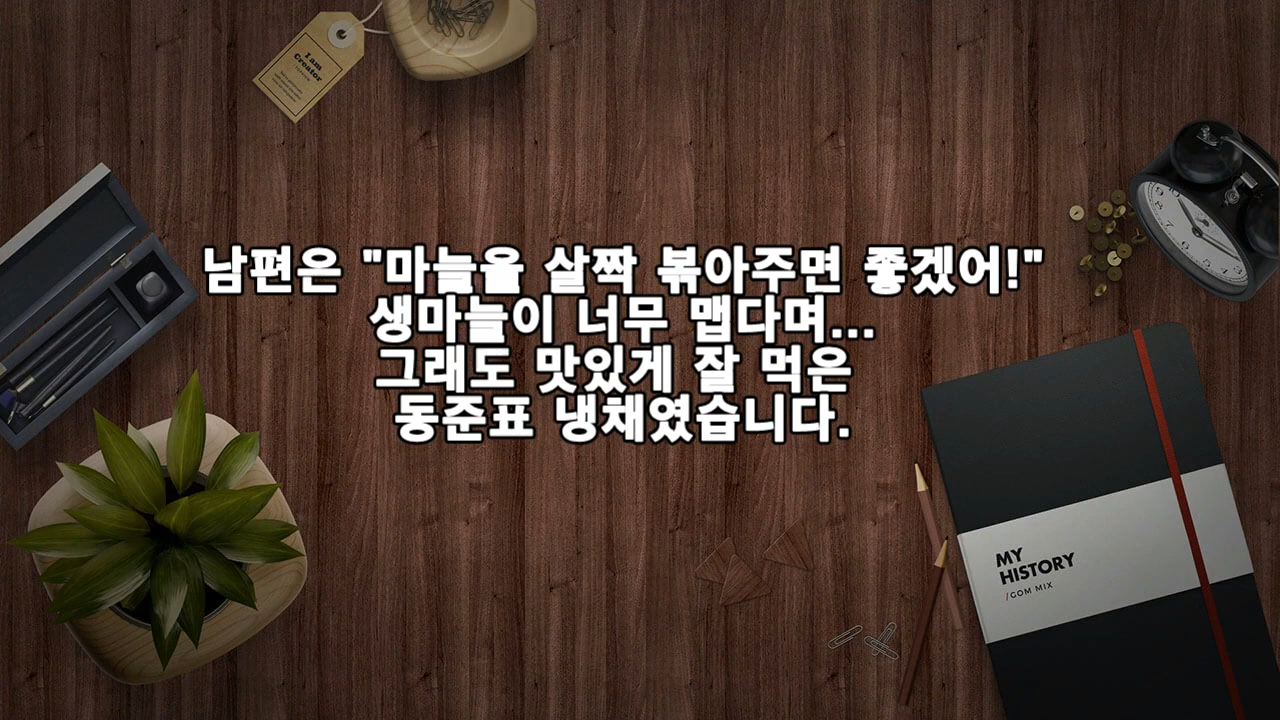 I am
Creator
남편은 "마늘을 살짝 볶아주면 좋겠어!"
생마늘이 너무 맵다며...
그래도 맛있게 잘 먹은
동준표 냉채였습니다.
MY
HISTORY
/GOM MIX